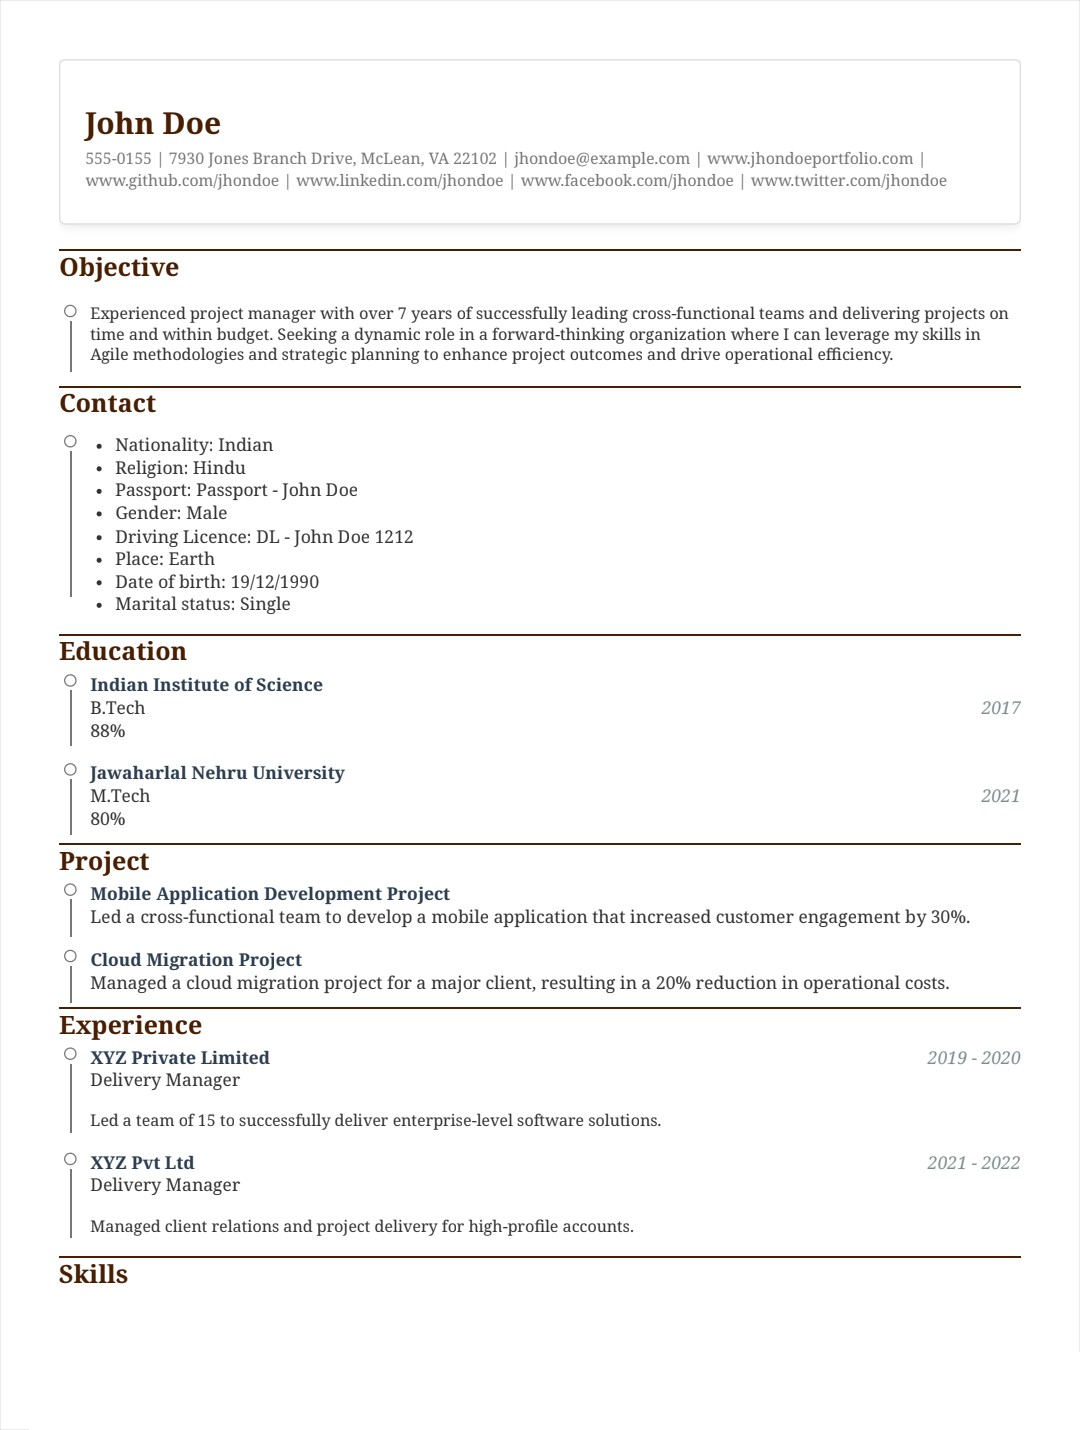 John Doe
555-0155 | 7930 Jones Branch Drive, McLean, VA 22102 | jhondoe@example.com | www.jhondoeportfolio.com |
www.github.com/jhondoe | www.linkedin.com/jhondoe | www.facebook.com/jhondoe | www.twitter.com/jhondoe
Objective
Experienced project manager with over 7 years of successfully leading cross-functional teams and delivering projects on
time and within budget. Seeking a dynamic role in a forward-thinking organization where I can leverage my skills in
Agile methodologies and strategic planning to enhance project outcomes and drive operational efficiency.
Contact
• Nationality: Indian
• Religion: Hindu
• Passport: Passport - John Doe
• Gender: Male
• Driving Licence: DL - John Doe 1212
• Place: Earth
• Date of birth: 19/12/1990
• Marital status: Single
Education
Indian Institute of Science
B.Tech 2017
88%
Jawaharlal Nehru University
M.Tech 2021
80%
Project
Mobile Application Development Project
Led a cross-functional team to develop a mobile application that increased customer engagement by 30%.
Cloud Migration Project
Managed a cloud migration project for a major client, resulting in a 20% reduction in operational costs.
Experience
XYZ Private Limited 2019 - 2020
Delivery Manager
Led a team of 15 to successfully deliver enterprise-level software solutions.
XYZ Pvt Ltd 2021 - 2022
Delivery Manager
Managed client relations and project delivery for high-profile accounts.
Skills